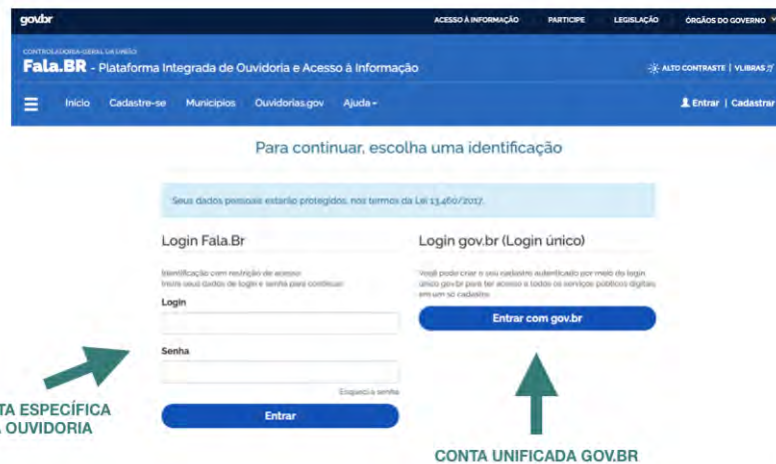 gov.br
ACESSO À INFORMAÇÃO PARTICIPE LEGISLAÇÃO ÓRGÃOS DO GOVERNO
CONTROLADORIA-GERAL DA UNIÃO
Fala.BR - Plataforma Integrada de Ouvidoria e Acesso à Informação
ALTO CONTRASTE | VLIBRAS
Início Cadastre-se Municípios Ouvidorias.gov Ajuda
Entrar | Cadastrar
Para continuar, escolha uma identificação
Seus dados pessoais estarão protegidos, nos termos da Lei 13.460/2017.
Login Fala.Br
Identificação com restrição de acesso.
Insira seus dados de login e senha para continuar.
Login
Senha
Esqueci a senha
Entrar
Login gov.br (Login único)
Você pode criar o seu cadastro autenticado por meio do login
único gov.br para ter acesso a todos os serviços públicos digitais
em um só cadastro.
Entrar com gov.br
TA ESPECÍFICA
A OUVIDORIA
CONTA UNIFICADA GOV.BR